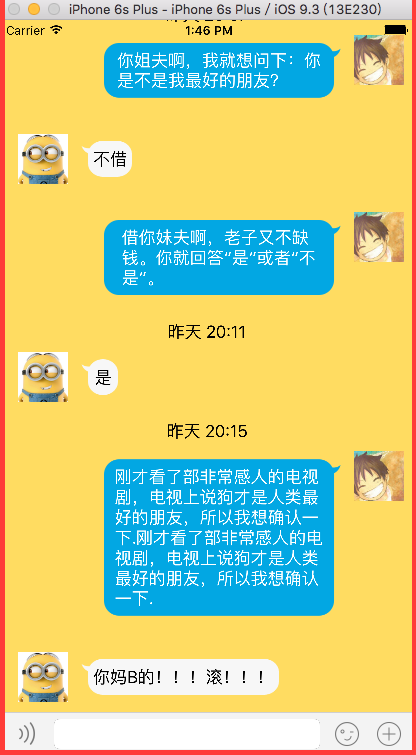 iPhone 6s Plus - iPhone 6s Plus / iOS 9.3 (13E230)
Carrier 1:46 PM
你姐夫啊，我就想问下：你
是不是我最好的朋友？
不借
借你妹夫啊，老子又不缺
钱。你就回答“是”或者“不
是”。
昨天 20:11
是
昨天 20:15
刚才看了部非常感人的电视
剧，电视上说狗才是人类最
好的朋友，所以我想确认一
下.刚才看了部非常感人的电
视剧，电视上说狗才是人类
最好的朋友，所以我想确认
一下.
你妈B的！！！滚！！！